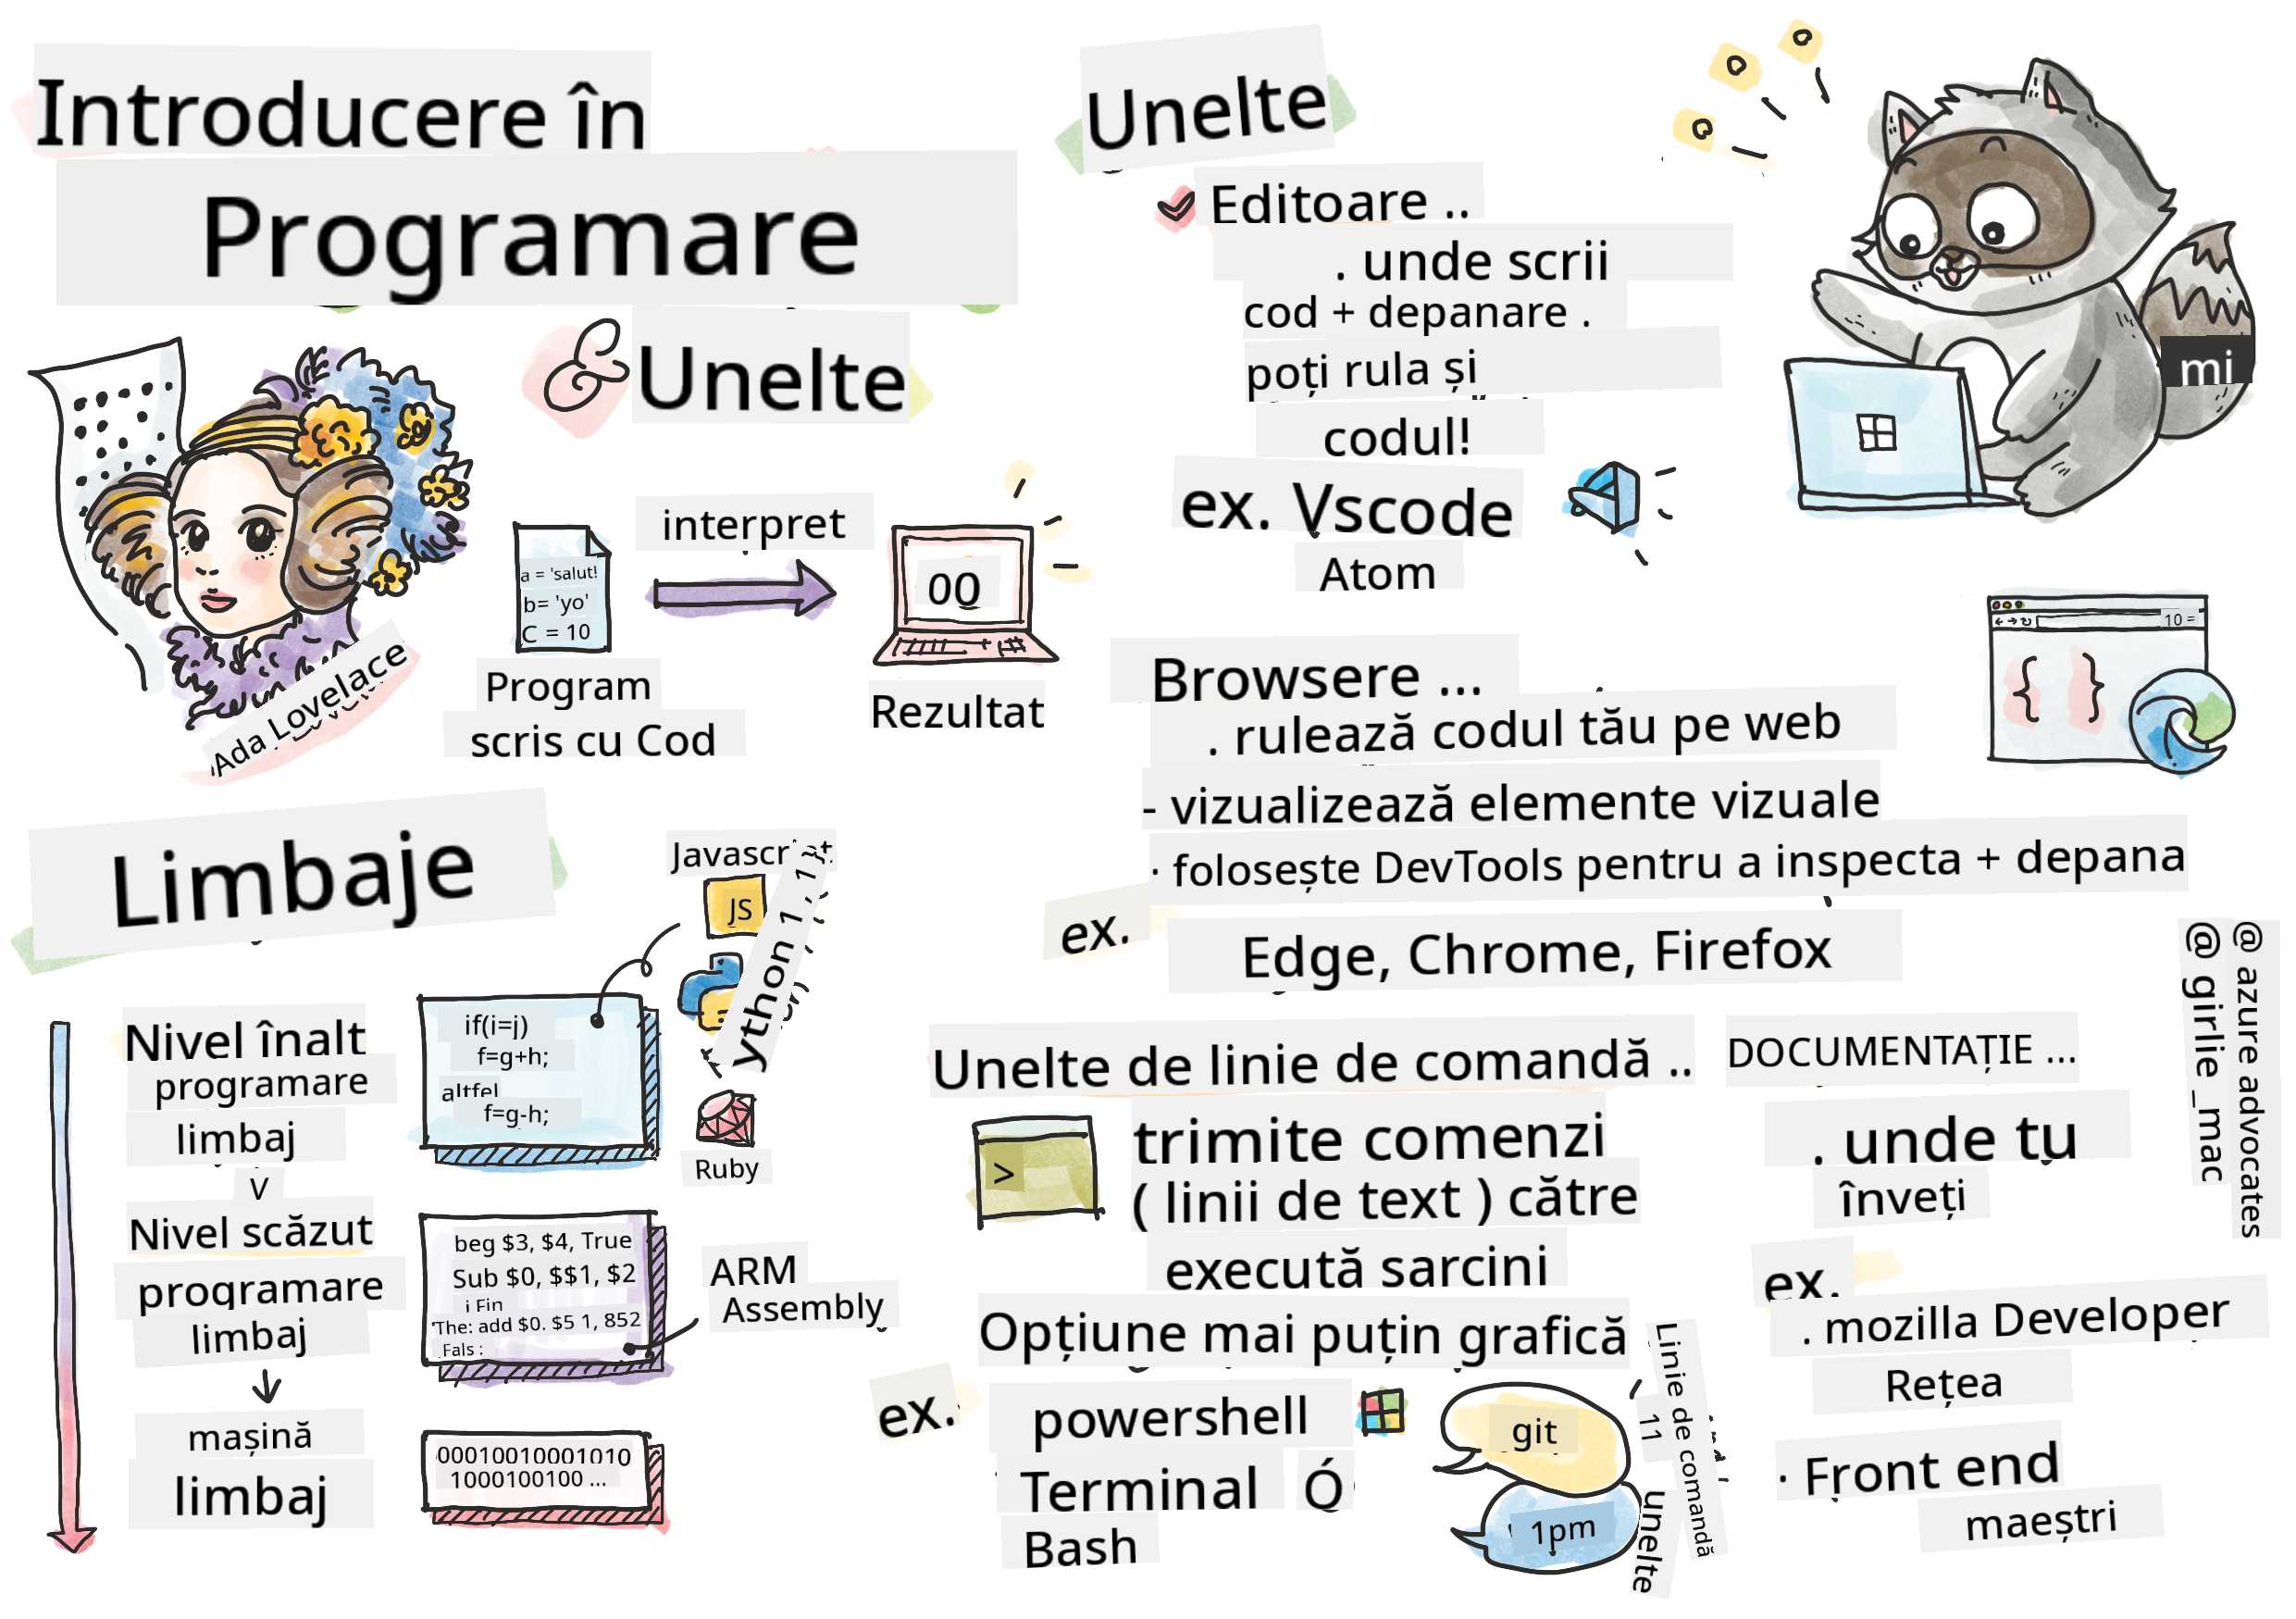 Introducere în
Programare
& Unelte
Ada Lovelace
a = 'salut!
b= 'yo'
C = 10
interpret
00
Program
scris cu Cod
Rezultat
Limbaje
Nivel înalt
programare
limbaj
V
Nivel scăzut
programare
limbaj
mașină
limbaj
if(i=j)
f=g+h;
altfel
f=g-h;
Javascript
JS
ython 1, 1
Ruby
beg $3, $4, True
Sub $0, $$1, $2
j Fin
The: add $0. $5 1, 852
Fals :
ARM
Assembly
00010010001010
1000100100 ...
Unelte
Editoare ..
. unde scrii
cod + depanare .
poți rula și
codul!
ex. Vscode
Atom
mi
Browsere ...
. rulează codul tău pe web
- vizualizează elemente vizuale
· folosește DevTools pentru a inspecta + depana
ex.
Edge, Chrome, Firefox
10 =
{ }
Unelte de linie de comandă ..
>
trimite comenzi
( linii de text ) către
execută sarcini
Opțiune mai puțin grafică
ex.
powershell
Terminal Ó
Bash
git
1pm
Linie de comandă
11 unelte
DOCUMENTAȚIE ...
. unde tu
înveți
ex.
. mozilla Developer
Rețea
· Front end
maeștri
@ azure advocates
@ girlie_mac